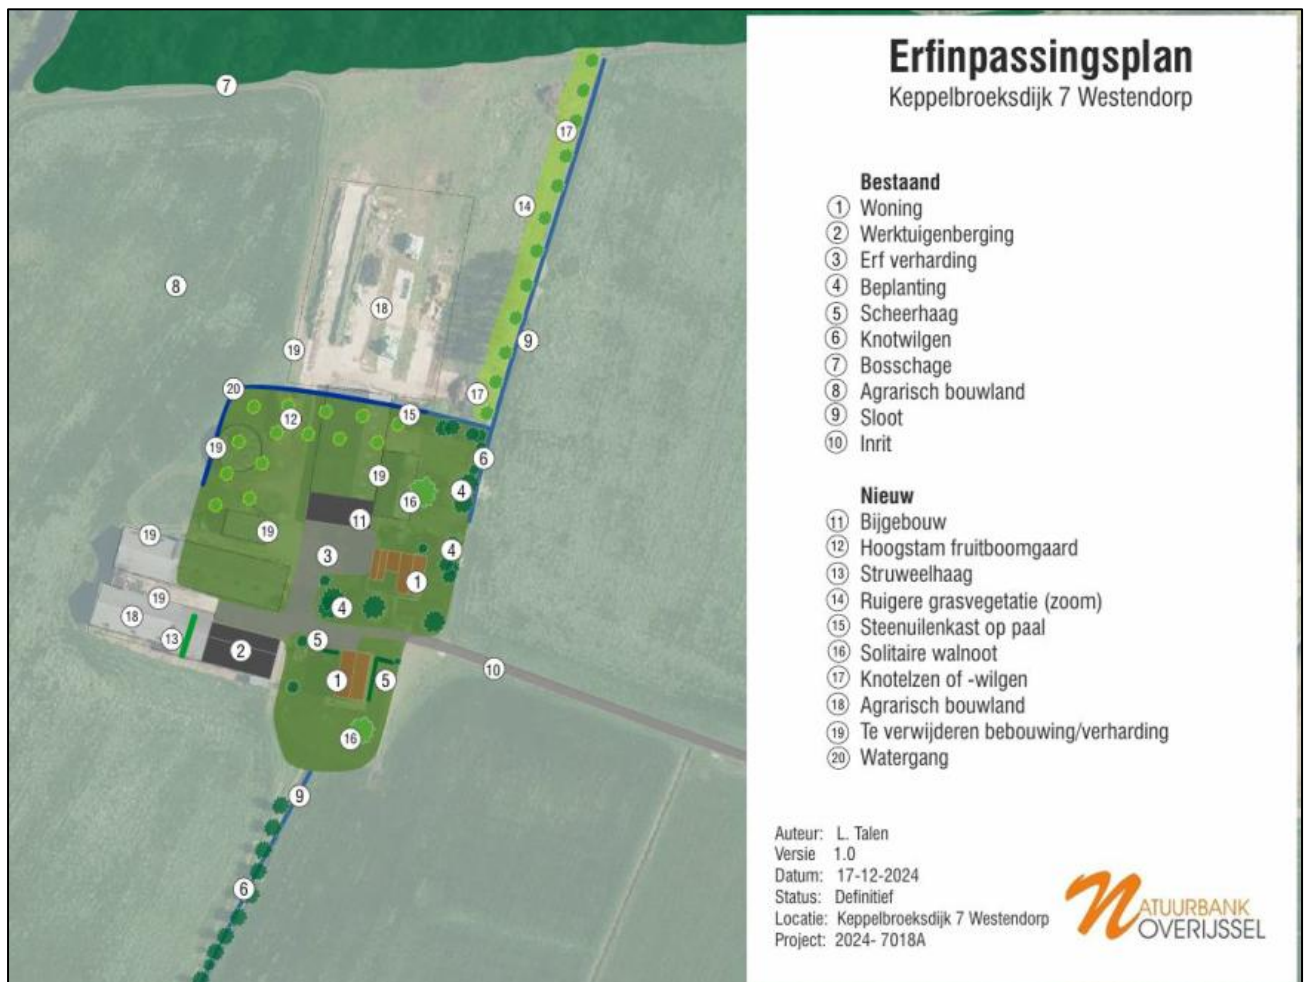 Erfinpassingsplan
Keppelbroeksdijk 7 Westendorp
Bestaand
1 Woning
2 Werktuigenberging
3 Erf verharding
4 Beplanting
5 Scheerhaag
6 Knotwilgen
7 Bosschage
8 Agrarisch bouwland
9 Sloot
10 Inrit
Nieuw
11 Bijgebouw
12 Hoogstam fruitboomgaard
13 Struweelhaag
14 Ruigere grasvegetatie (zoom)
15 Steenuilenkast op paal
16 Solitaire walnoot
17 Knotelzen of -wilgen
18 Agrarisch bouwland
19 Te verwijderen bebouwing/verharding
20 Watergang
Auteur: L. Talen
Versie 1.0
Datum: 17-12-2024
Status: Definitief
Locatie: Keppelbroeksdijk 7 Westendorp
Project: 2024- 7018A
NATUURBANK
OVERIJSSEL
7
17
14
8
18
9
19
20
17
12
15
19
6
19
4
16
11
19
19
3
4
1
19
4
18
13
5
2
10
1
5
16
9
6